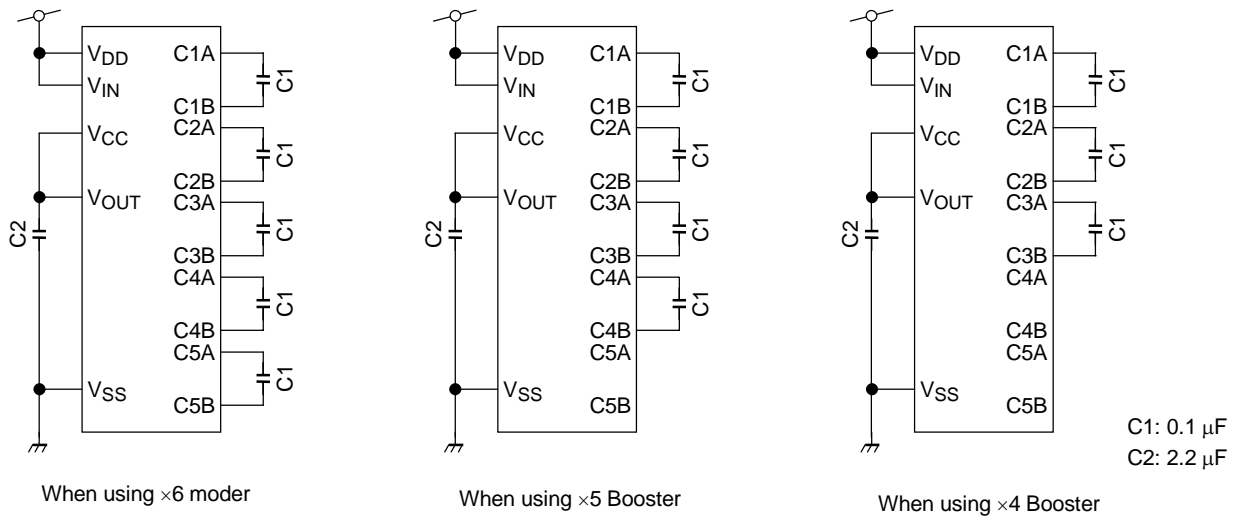 VDD C1A
VIN
C1
C1B
VCC C2A
C1
C2B
VOUT C3A
C2
C1
C3B
C4A
C1
C4B
C5A
VSS
C1
C5B
When using ×6 moder
VDD C1A
VIN
C1
C1B
VCC C2A
C1
C2B
VOUT C3A
C2
C1
C3B
C4A
C1
C4B
C5A
VSS
C5B
When using ×5 Booster
VDD C1A
VIN
C1
C1B
VCC C2A
C1
C2B
VOUT C3A
C2
C1
C3B
C4A
C4B
C5A
VSS
C5B
When using ×4 Booster
C1: 0.1 μF
C2: 2.2 μF